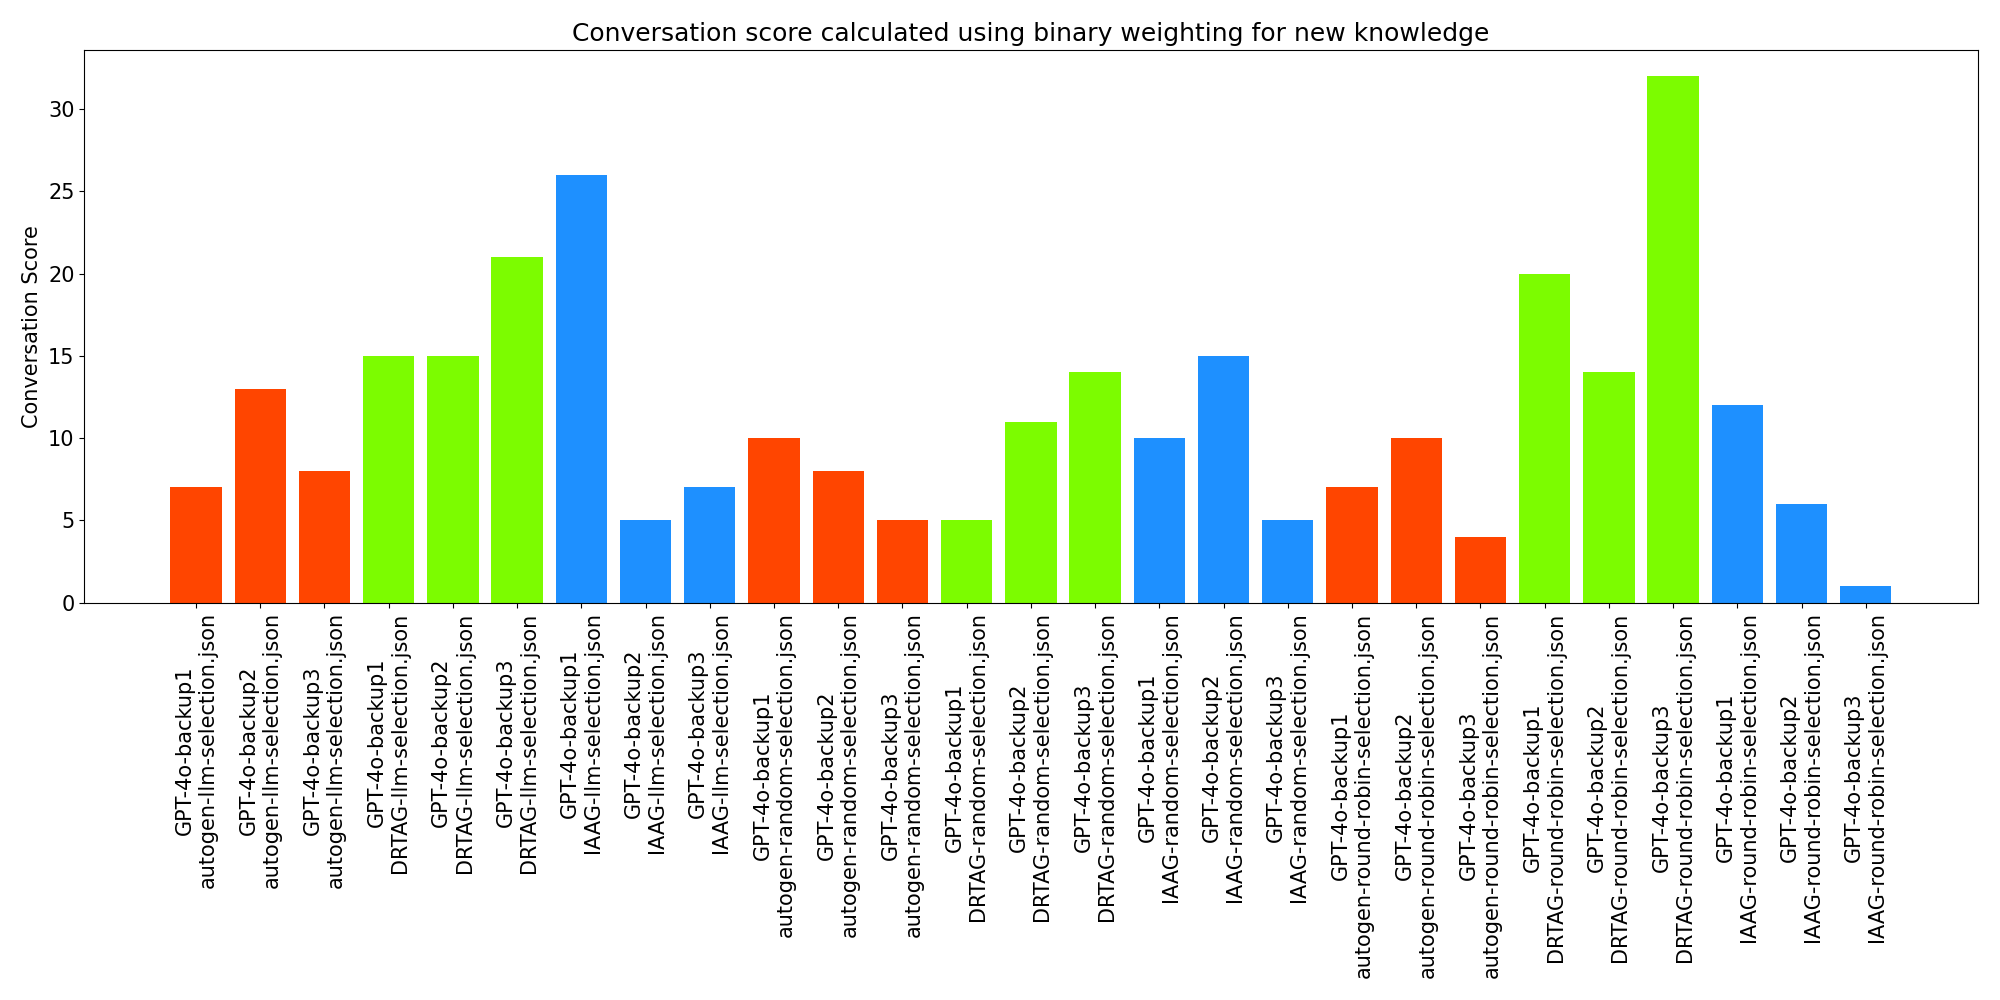 Conversation score calculated using binary weighting for new knowledge
Conversation Score
30
25
20
15
10
5
0
GPT-4o-backup1
autogen-llm-selection.json
GPT-4o-backup2
autogen-llm-selection.json
GPT-4o-backup3
autogen-llm-selection.json
GPT-4o-backup1
DRTAG-llm-selection.json
GPT-4o-backup2
DRTAG-llm-selection.json
GPT-4o-backup3
DRTAG-llm-selection.json
GPT-4o-backup1
IAAG-llm-selection.json
GPT-4o-backup2
IAAG-llm-selection.json
GPT-4o-backup3
IAAG-llm-selection.json
GPT-4o-backup1
autogen-random-selection.json
GPT-4o-backup2
autogen-random-selection.json
GPT-4o-backup3
autogen-random-selection.json
GPT-4o-backup1
DRTAG-random-selection.json
GPT-4o-backup2
DRTAG-random-selection.json
GPT-4o-backup3
DRTAG-random-selection.json
GPT-4o-backup1
IAAG-random-selection.json
GPT-4o-backup2
IAAG-random-selection.json
GPT-4o-backup3
IAAG-random-selection.json
GPT-4o-backup1
autogen-round-robin-selection.json
GPT-4o-backup2
autogen-round-robin-selection.json
GPT-4o-backup3
autogen-round-robin-selection.json
GPT-4o-backup1
DRTAG-round-robin-selection.json
GPT-4o-backup2
DRTAG-round-robin-selection.json
GPT-4o-backup3
DRTAG-round-robin-selection.json
GPT-4o-backup1
IAAG-round-robin-selection.json
GPT-4o-backup2
IAAG-round-robin-selection.json
GPT-4o-backup3
IAAG-round-robin-selection.json